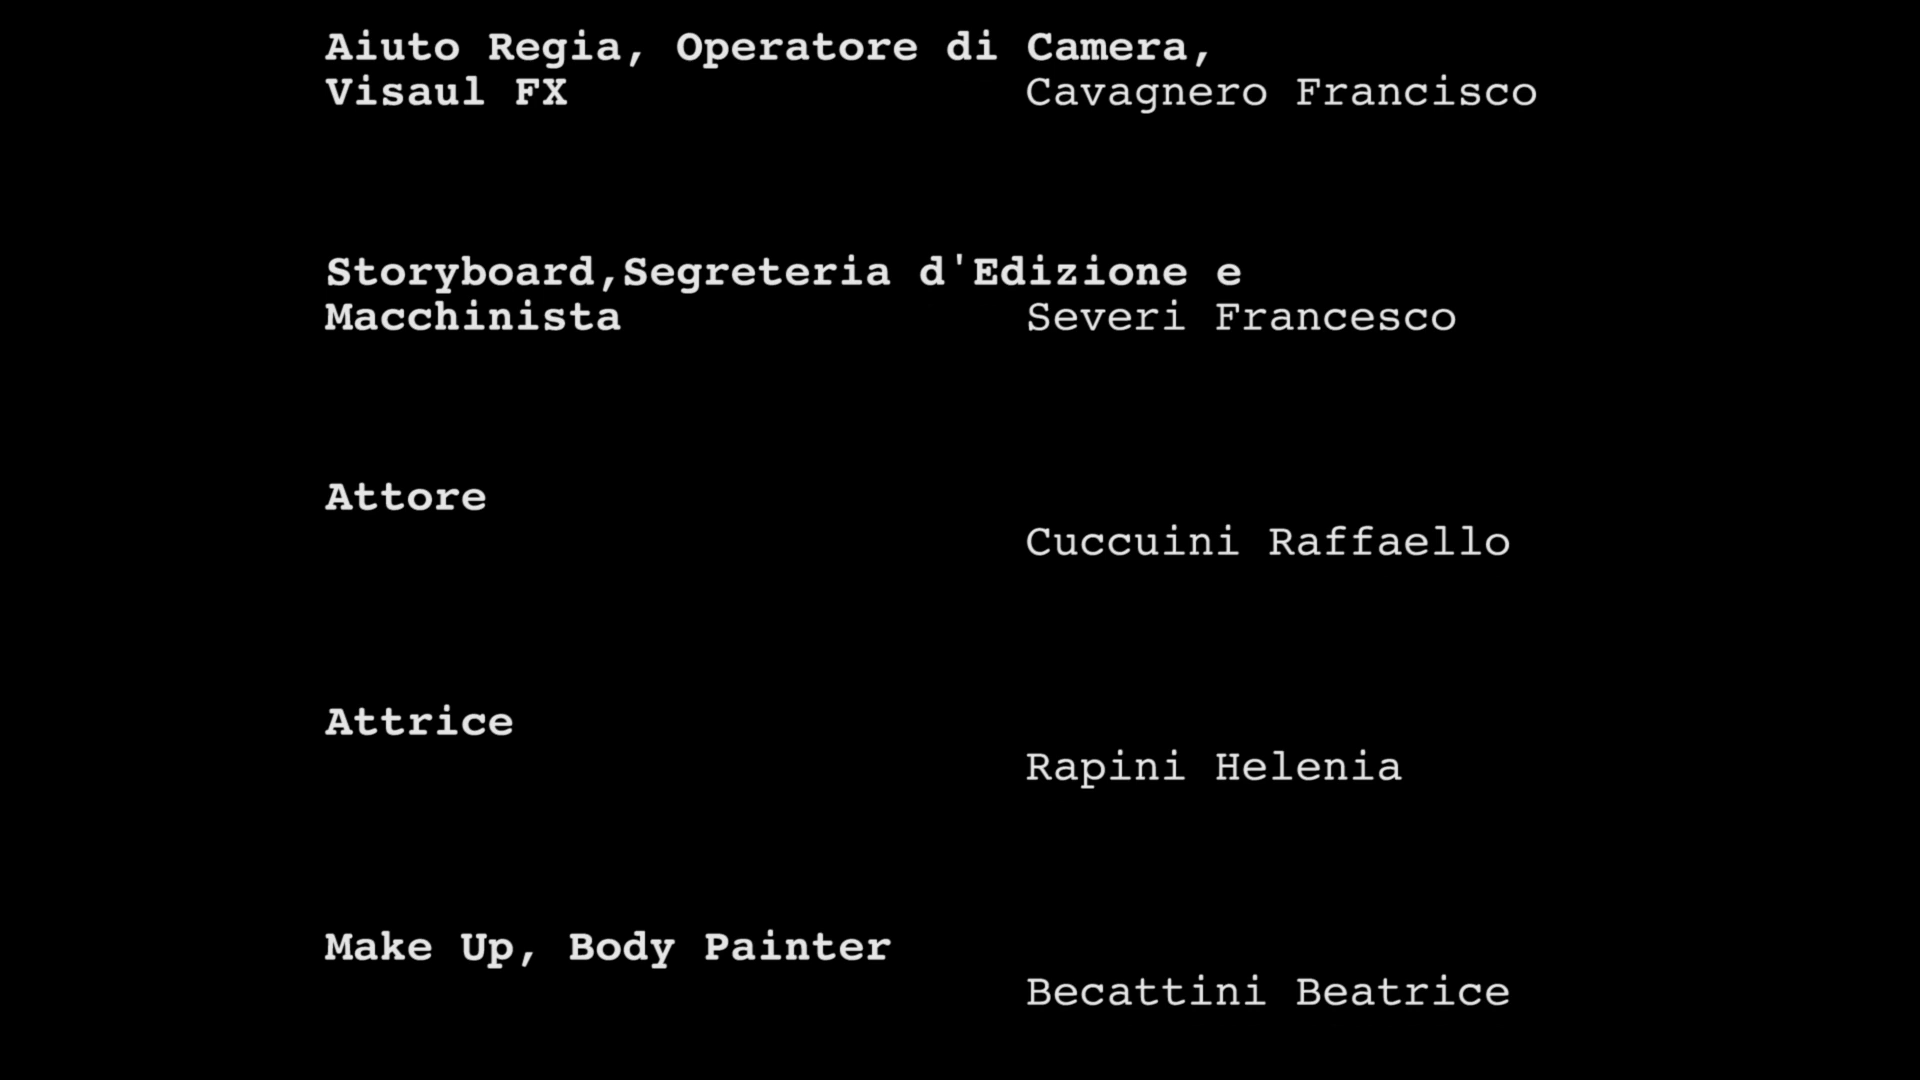 Aiuto Regia, Operatore di Camera,
Visaul FX Cavagnero Francisco
Storyboard,Segreteria d'Edizione e
Macchinista Severi Francesco
Attore
Cuccuini Raffaello
Attrice
Rapini Helenia
Make Up, Body Painter
Becattini Beatrice